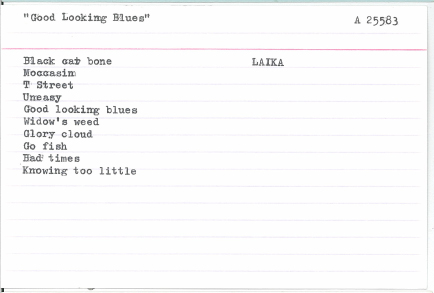 "Good Looking Blues" A 25583
Black cat bone LAIKA
Moccasin
T Street
Uneasy
Good looking blues
Widow's weed
Glory cloud
Go fish
Bad times
Knowing too little